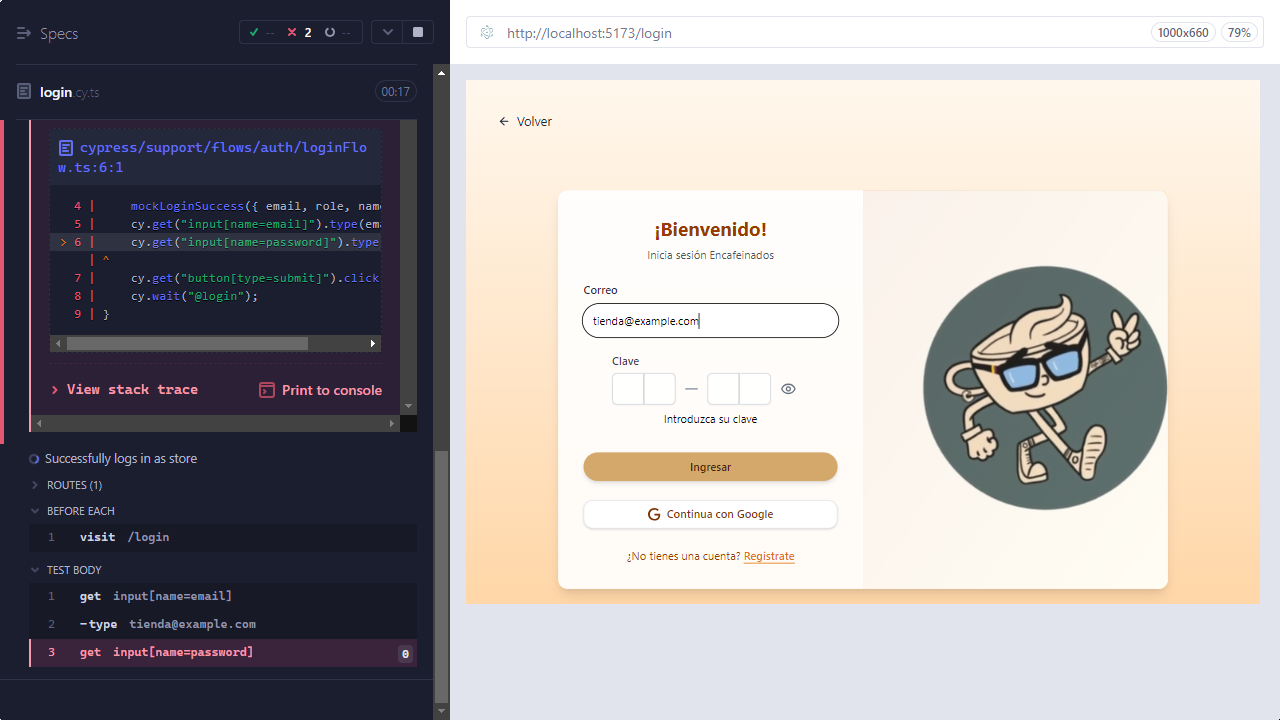 Specs
-- 2 --
login.cy.ts
00:17
cypress/support/flows/auth/loginFlo
w.ts:6:1
4 | mockLoginSuccess({ email, role, name
5 | cy.get("input[name=email]").type(ema
> 6 | cy.get("input[name=password]").type
| ^
7 | cy.get("button[type=submit]").click
8 | cy.wait("@login");
9 | }
> View stack trace
Print to console
Successfully logs in as store
ROUTES (1)
BEFORE EACH
1 visit /login
TEST BODY
1 get input[name=email]
2 -type tienda@example.com
3 get input[name=password] 0
http://localhost:5173/login
1000x660
79%
← Volver
¡Bienvenido!
Inicia sesión Encafeinados
Correo
tienda@example.com
Clave
Introduzca su clave
Ingresar
G Continua con Google
¿No tienes una cuenta? Registrate